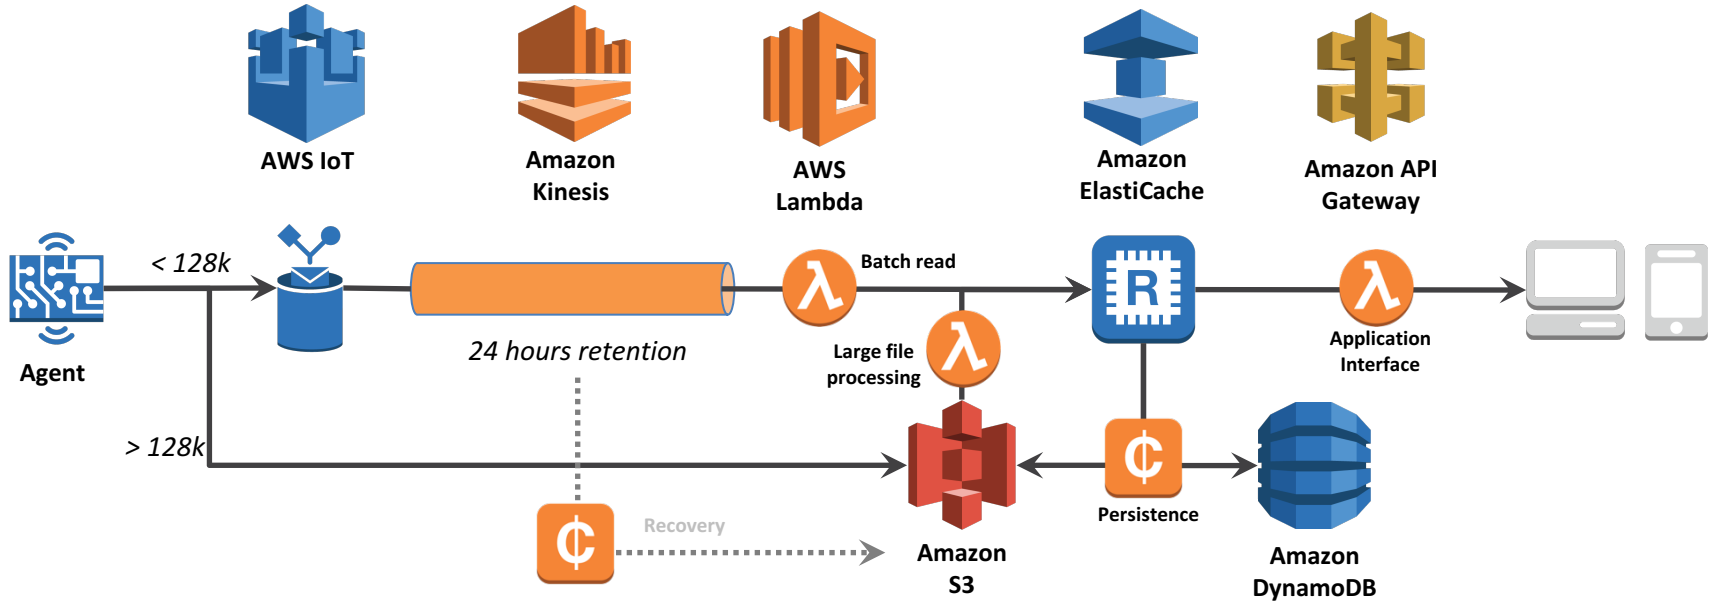 AWS IoT
Amazon
Kinesis
AWS
Lambda
Amazon
ElastiCache
Amazon API
Gateway
< 128k
Batch read
R
24 hours retention
Large file
processing
Application
Interface
Agent
> 128k
Persistence
Recovery
Amazon
S3
Amazon
DynamoDB